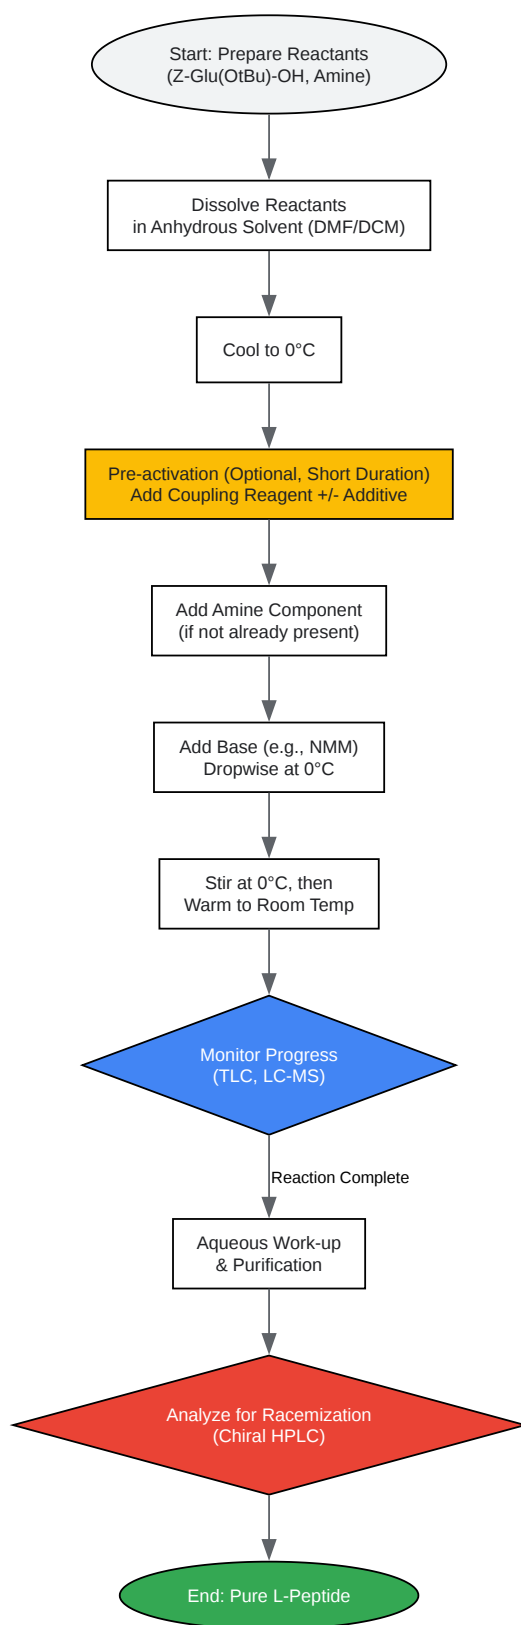 Start: Prepare Reactants
(Z-Glu(OtBu)-OH, Amine)
Dissolve Reactants
in Anhydrous Solvent (DMF/DCM)
Cool to 0°C
Pre-activation (Optional, Short Duration)
Add Coupling Reagent +/- Additive
Add Amine Component
(if not already present)
Add Base (e.g., NMM)
Dropwise at 0°C
Stir at 0°C, then
Warm to Room Temp
Monitor Progress
(TLC, LC-MS)
Reaction Complete
Aqueous Work-up
& Purification
Analyze for Racemization
(Chiral HPLC)
End: Pure L-Peptide